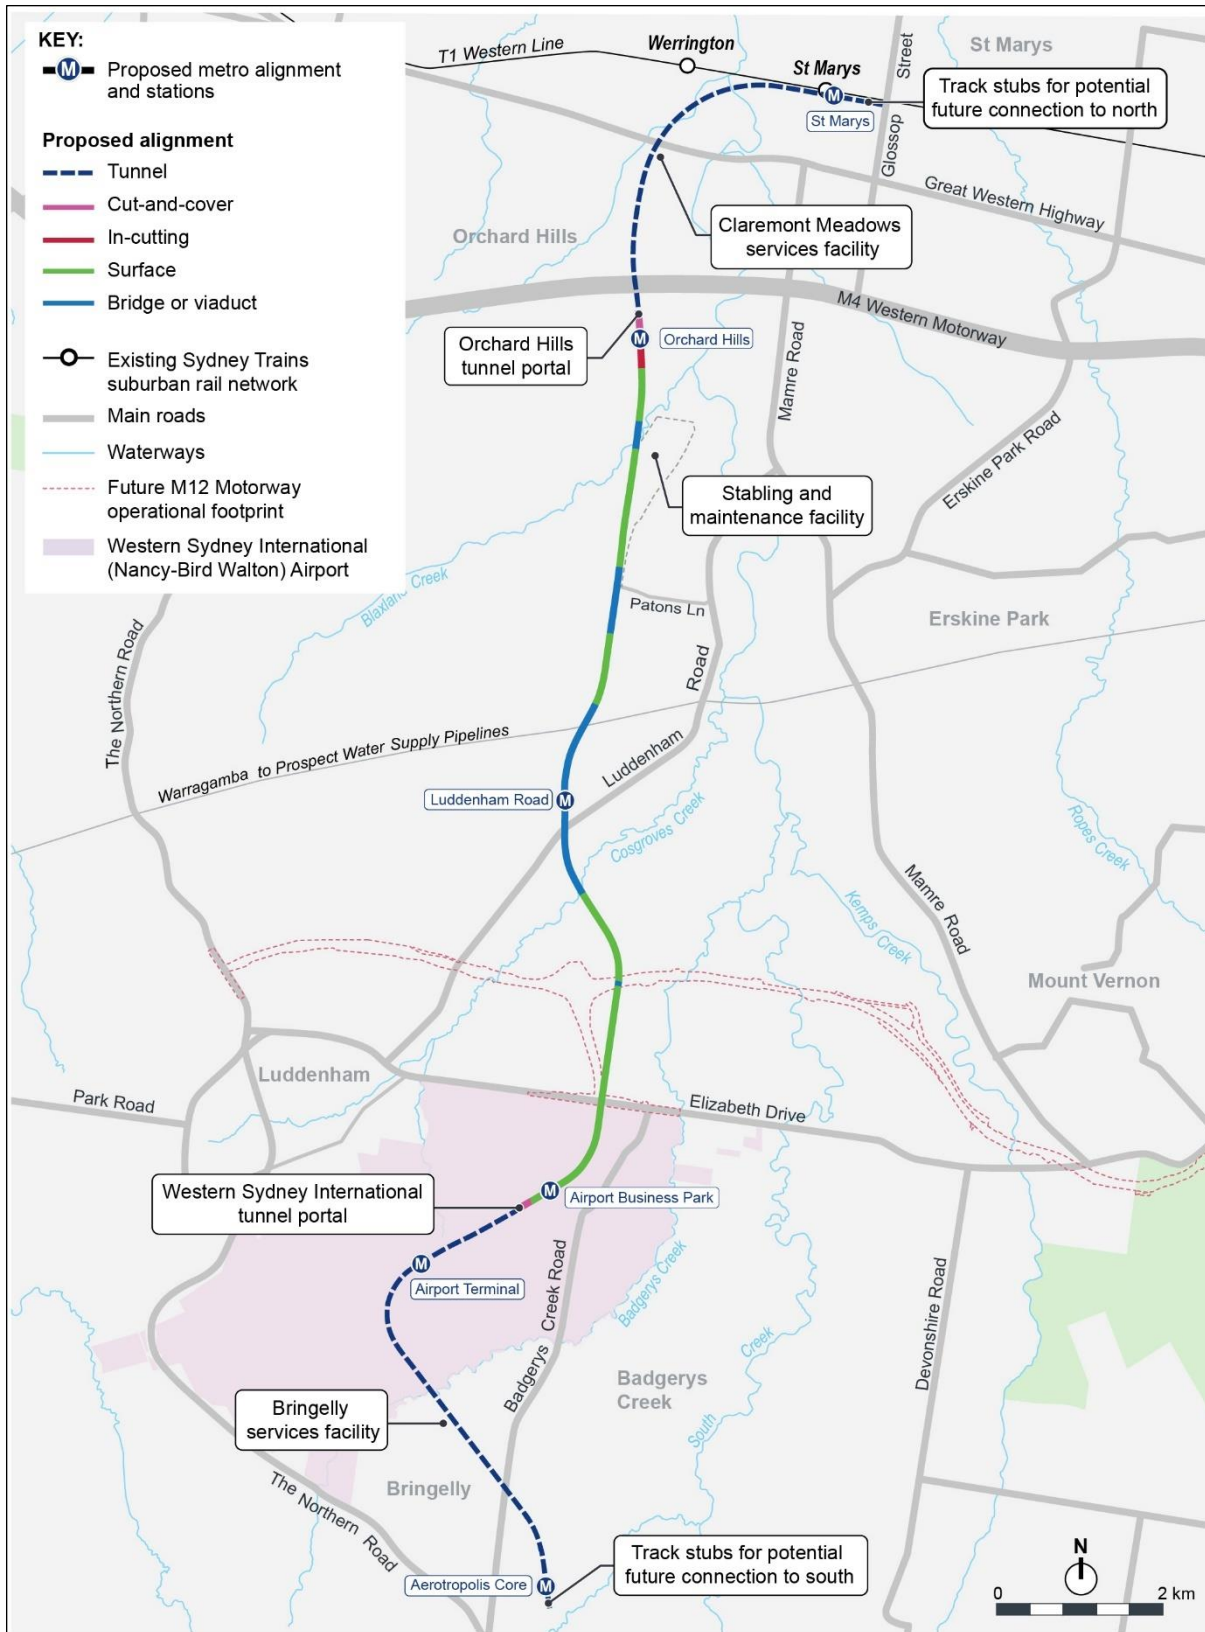 KEY:
M
Proposed metro alignment
and stations
Proposed alignment
Tunnel
Cut-and-cover
In-cutting
Surface
Bridge or viaduct
Existing Sydney Trains
suburban rail network
Main roads
Waterways
Future M12 Motorway
operational footprint
Western Sydney International
(Nancy-Bird Walton) Airport
T1 Western Line
Werrington
St Marys
M
St Marys
Glossop Street
St Marys
Track stubs for potential
future connection to north
Great Western Highway
Orchard Hills
Claremont Meadows
services facility
M4 Western Motorway
Orchard Hills
tunnel portal
M
Orchard Hills
Mamre Road
Erskine Park Road
Stabling and
maintenance facility
Blaxland Creek
Patons Ln
Erskine Park
The Northern Road
Luddenham Road
Warragamba to Prospect Water Supply Pipelines
Luddenham Road
M
Cosgroves Creek
Ropes Creek
Kemps Creek
Mamre Road
Mount Vernon
Luddenham
Park Road
Elizabeth Drive
Western Sydney International
tunnel portal
M
Airport Business Park
M
Airport Terminal
Badgerys Creek Road
Badgerys Creek
South Creek
Devonshire Road
Badgerys
Creek
Bringelly
services facility
Bringelly
The Northern Road
Aerotropolis Core
M
Track stubs for potential
future connection to south
N
0 2 km